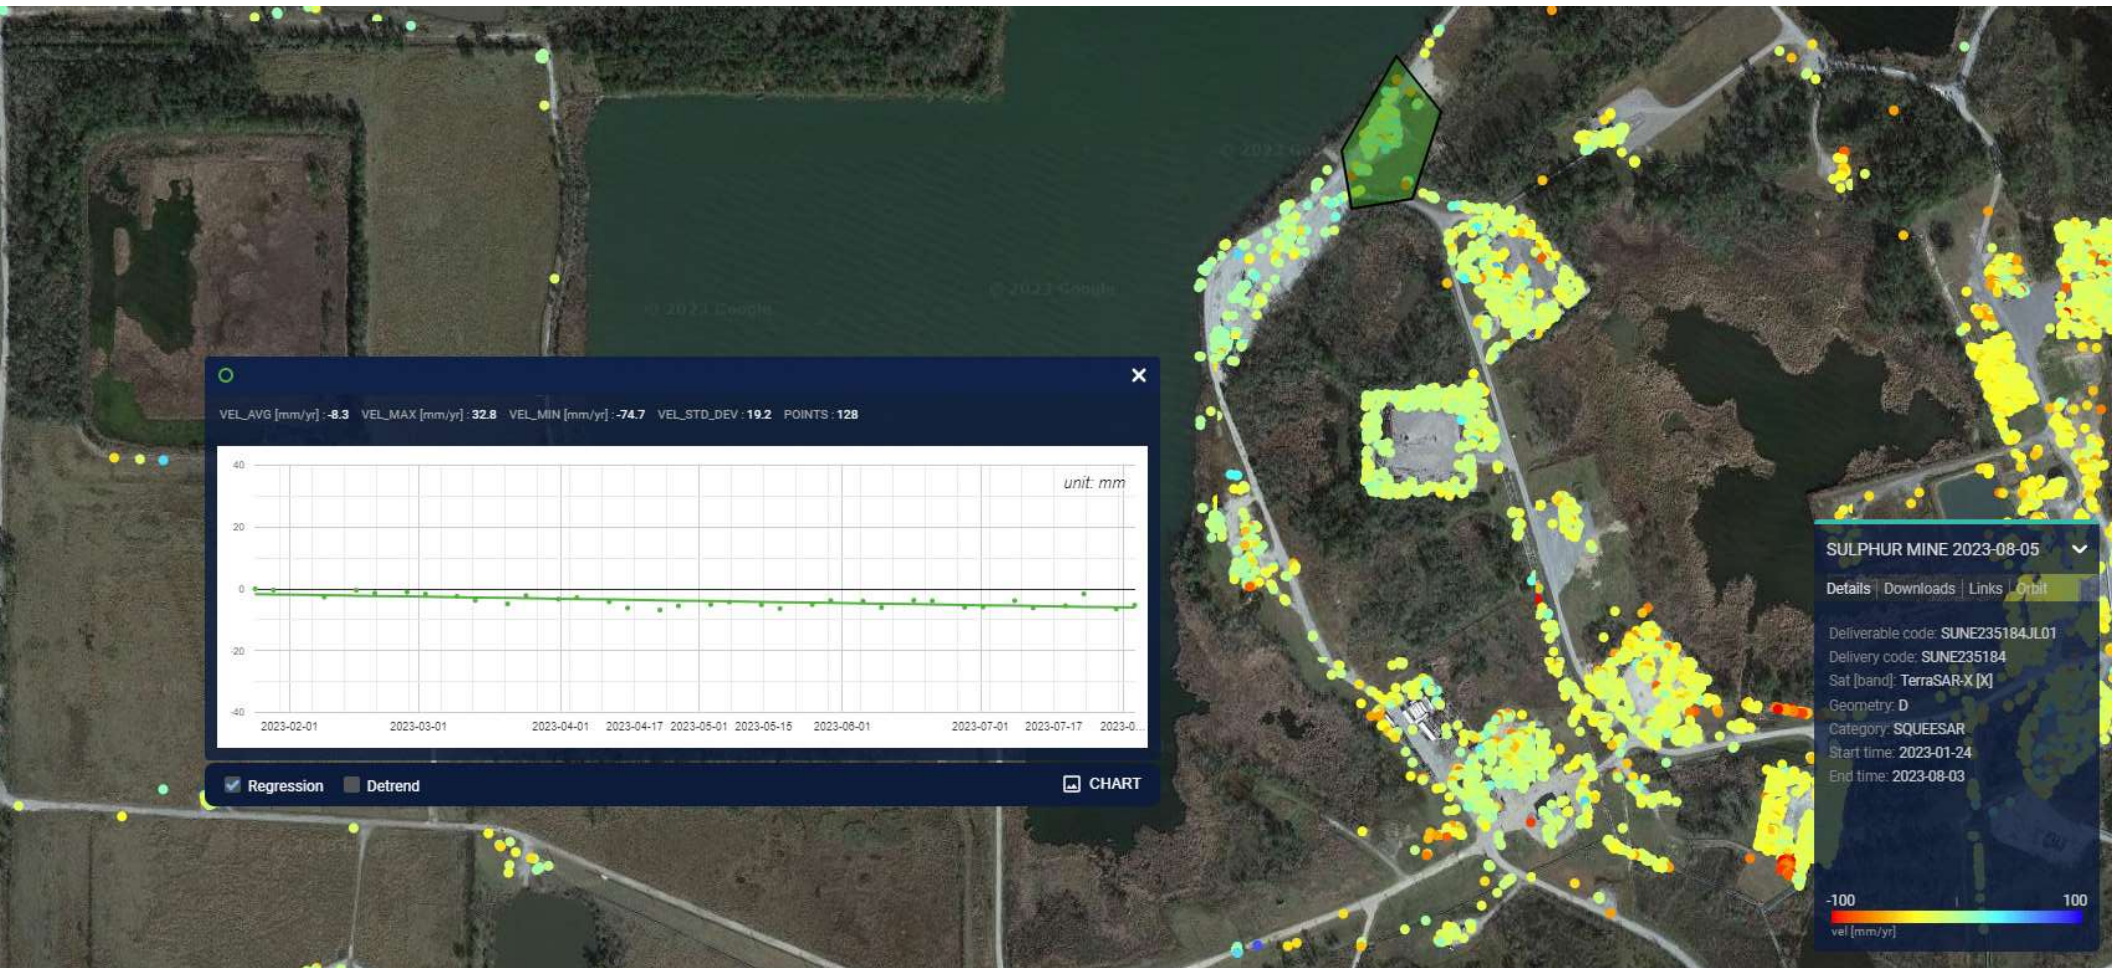 © 2023 Google
© 2023 Google
VEL_AVG [mm/yr] : -8.3 VEL_MAX [mm/yr] : 32.8 VEL_MIN [mm/yr] : -74.7 VEL_STD_DEV : 19.2 POINTS : 128
unit: mm
40
20
0
-20
-40
2023-02-01 2023-03-01 2023-04-01 2023-04-17 2023-05-01 2023-05-15 2023-06-01 2023-07-01 2023-07-17 2023-0...
Regression Detrend CHART
SULPHUR MINE 2023-08-05
Details Downloads Links Orbit
Deliverable code: SUNE235184JL01
Delivery code: SUNE235184
Sat [band]: TerraSAR-X [X]
Geometry: D
Category: SQUEESAR
Start time: 2023-01-24
End time: 2023-08-03
-100 100
vel [mm/yr]